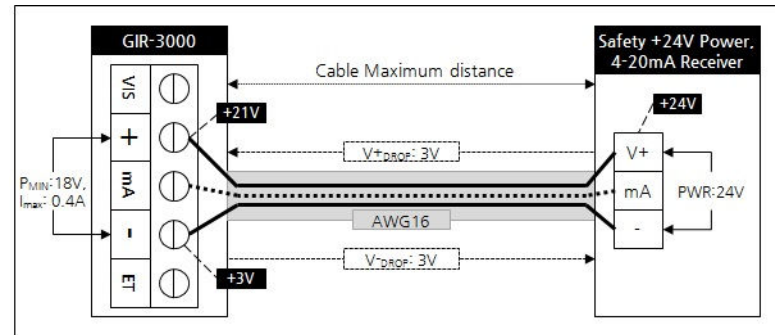 GIR-3000
Safety +24V Power,
4-20mA Receiver
Cable Maximum distance
VIS
+
mA
-
ET
+21V
+24V
V+DROP: 3V
V+
mA
-
PMIN:18V,
Imax: 0.4A
PWR:24V
AWG16
V-DROP: 3V
+3V